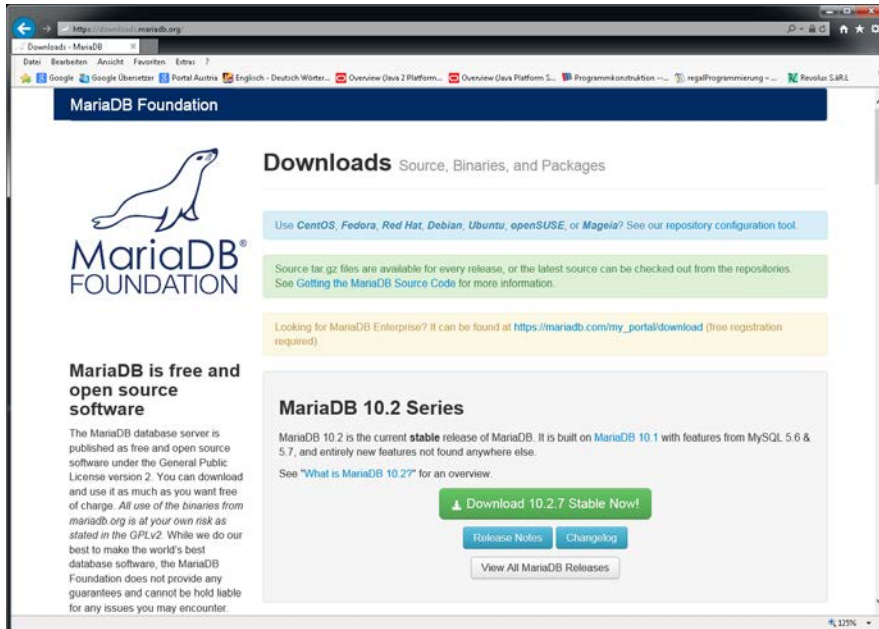 https://downloads.mariadb.org
Downloads - MariaDB
Datei Bearbeiten Ansicht Favoriten Extras ?
Google Google Übersetzer Portal Austria Englisch - Deutsch Wörter... Overview (Java 2 Platform... Overview (Java Platform S... Programmkonstruktion —... regalProgrammierung – ... Revolux S.àR.L
MariaDB Foundation
MariaDB®
FOUNDATION
MariaDB is free and
open source
software
The MariaDB database server is
published as free and open source
software under the General Public
License version 2. You can download
and use it as much as you want free
of charge. All use of the binaries from
mariadb.org is at your own risk as
stated in the GPLv2. While we do our
best to make the world's best
database software, the MariaDB
Foundation does not provide any
guarantees and cannot be hold liable
for any issues you may encounter.
Downloads Source, Binaries, and Packages
Use CentOS, Fedora, Red Hat, Debian, Ubuntu, openSUSE, or Mageia? See our repository configuration tool.
Source tar.gz files are available for every release, or the latest source can be checked out from the repositories.
See Getting the MariaDB Source Code for more information.
Looking for MariaDB Enterprise? It can be found at https://mariadb.com/my_portal/download (free registration
required).
MariaDB 10.2 Series
MariaDB 10.2 is the current stable release of MariaDB. It is built on MariaDB 10.1 with features from MySQL 5.6 &
5.7, and entirely new features not found anywhere else.
See "What is MariaDB 10.2?" for an overview.
Download 10.2.7 Stable Now!
Release Notes Changelog
View All MariaDB Releases
125%